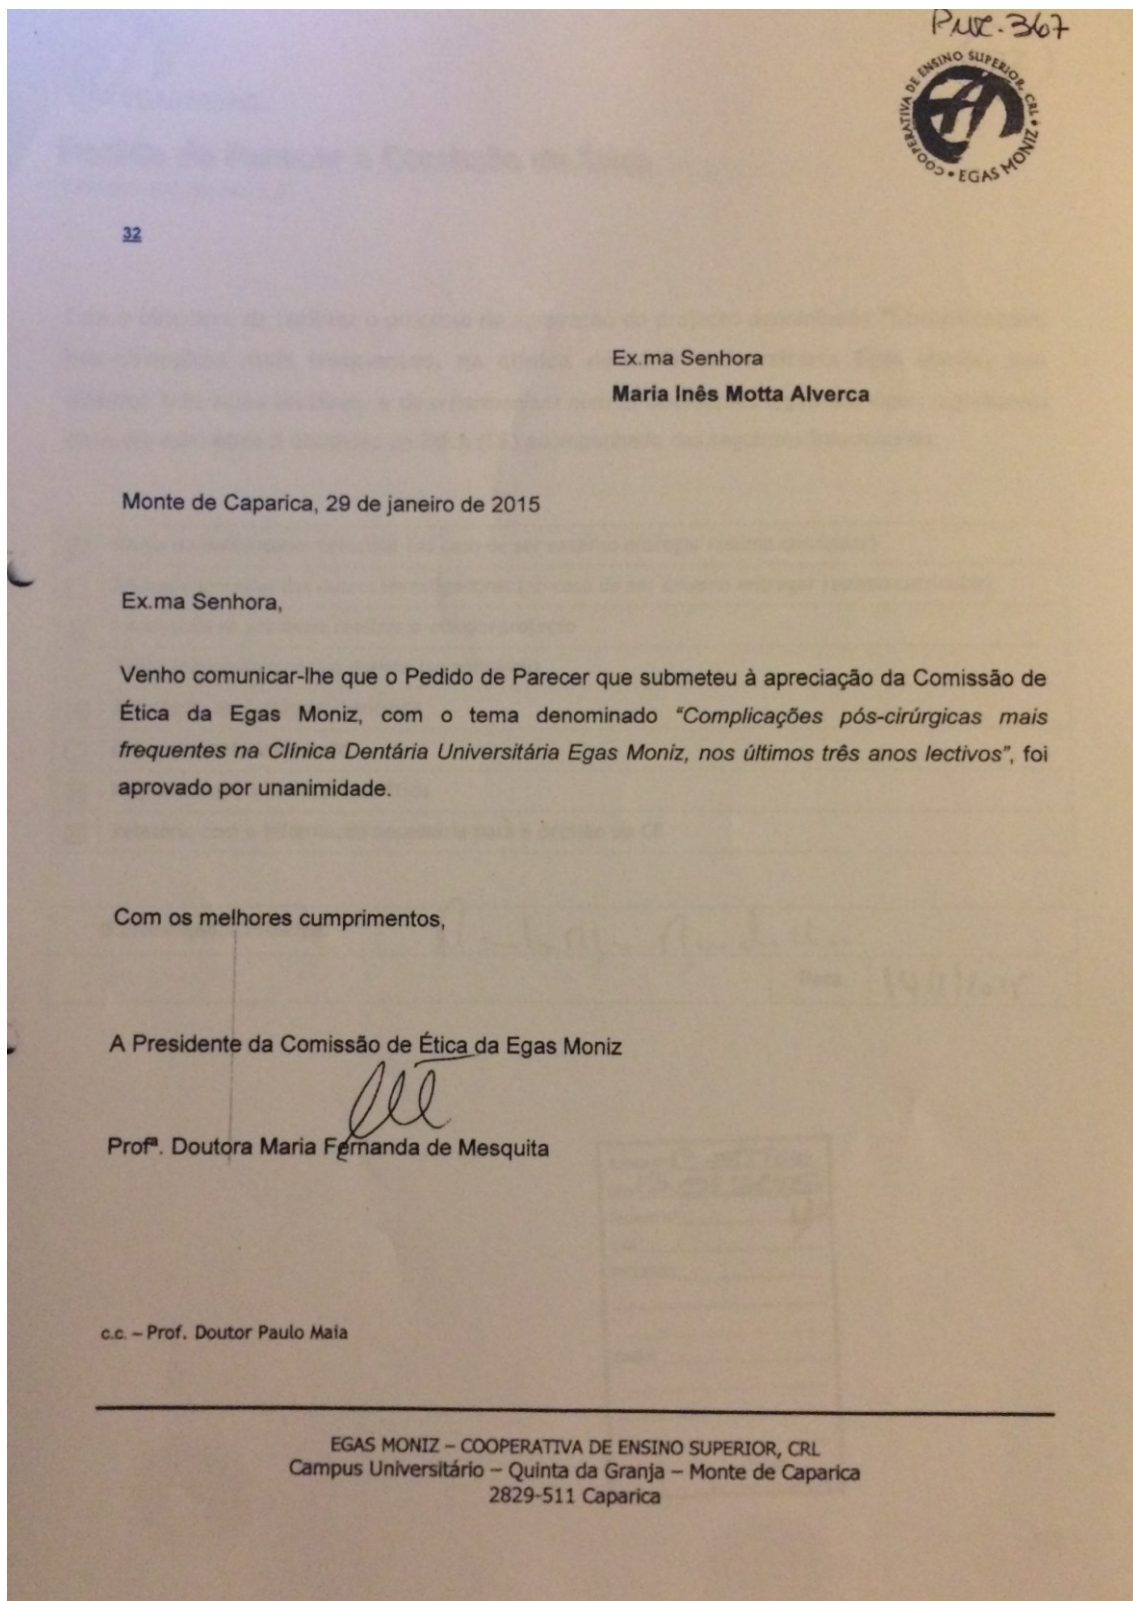 PMC-367
COOPERATIVA DE ENSINO SUPERIOR, CRL • EGAS MONIZ •
32
Ex.ma Senhora
Maria Inês Motta Alverca
Monte de Caparica, 29 de janeiro de 2015
Ex.ma Senhora,
Venho comunicar-lhe que o Pedido de Parecer que submeteu à apreciação da Comissão de
Ética da Egas Moniz, com o tema denominado “Complicações pós-cirúrgicas mais
frequentes na Clínica Dentária Universitária Egas Moniz, nos últimos três anos lectivos”, foi
aprovado por unanimidade.
Com os melhores cumprimentos,
A Presidente da Comissão de Ética da Egas Moniz
Profª. Doutora Maria Fernanda de Mesquita
c.c. – Prof. Doutor Paulo Maia
EGAS MONIZ – COOPERATIVA DE ENSINO SUPERIOR, CRL
Campus Universitário – Quinta da Granja – Monte de Caparica
2829-511 Caparica